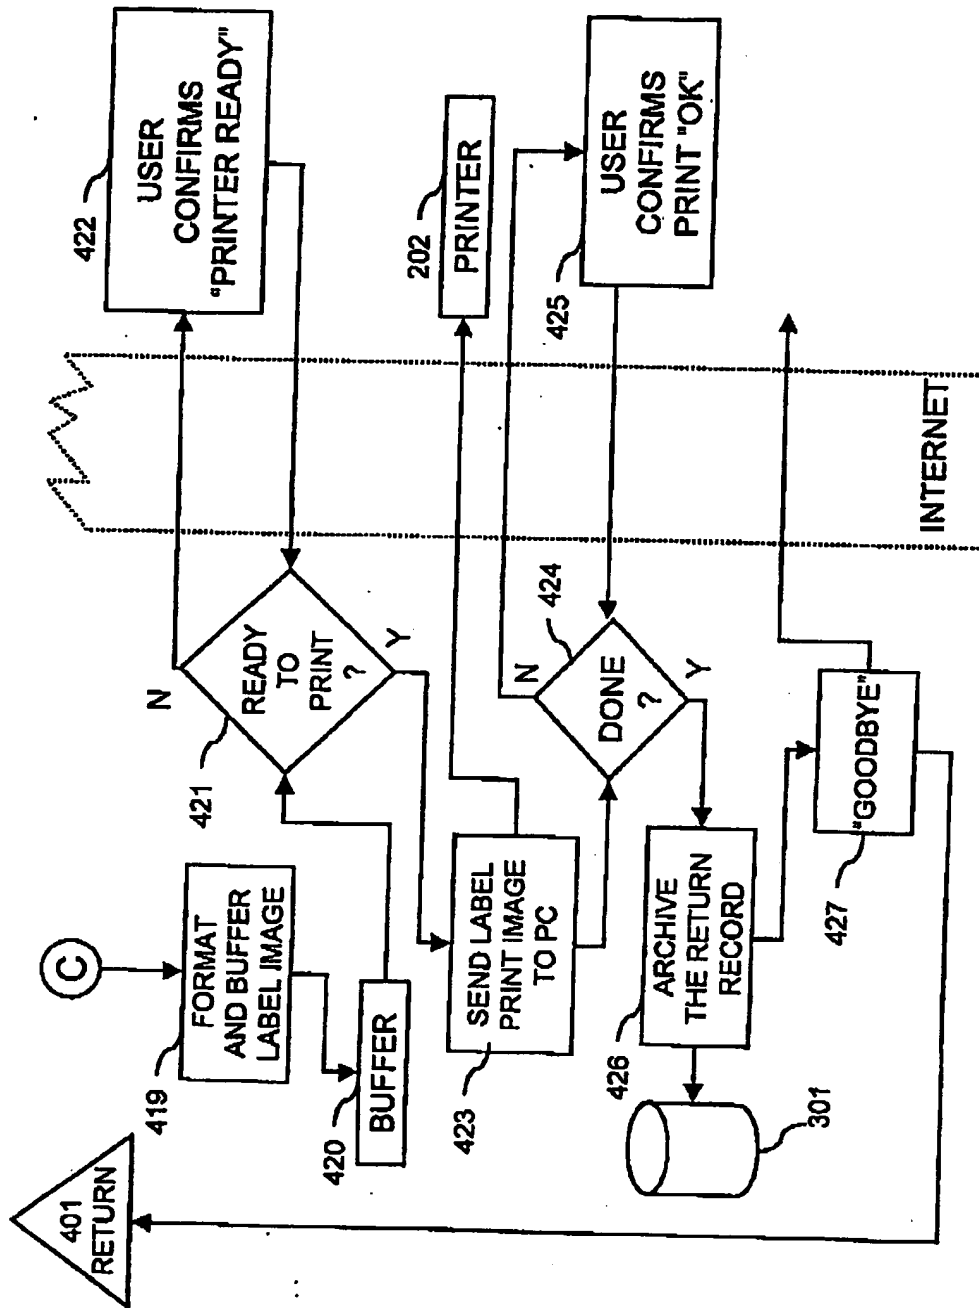 C
401
RETURN
419
FORMAT
AND BUFFER
LABEL IMAGE
420
BUFFER
421
READY
TO
PRINT
?
N
Y
422
USER
CONFIRMS
"PRINTER READY"
423
SEND LABEL
PRINT IMAGE
TO PC
202
PRINTER
424
DONE
?
N
Y
425
USER
CONFIRMS
PRINT "OK"
426
ARCHIVE
THE RETURN
RECORD
301
427
"GOODBYE"
INTERNET